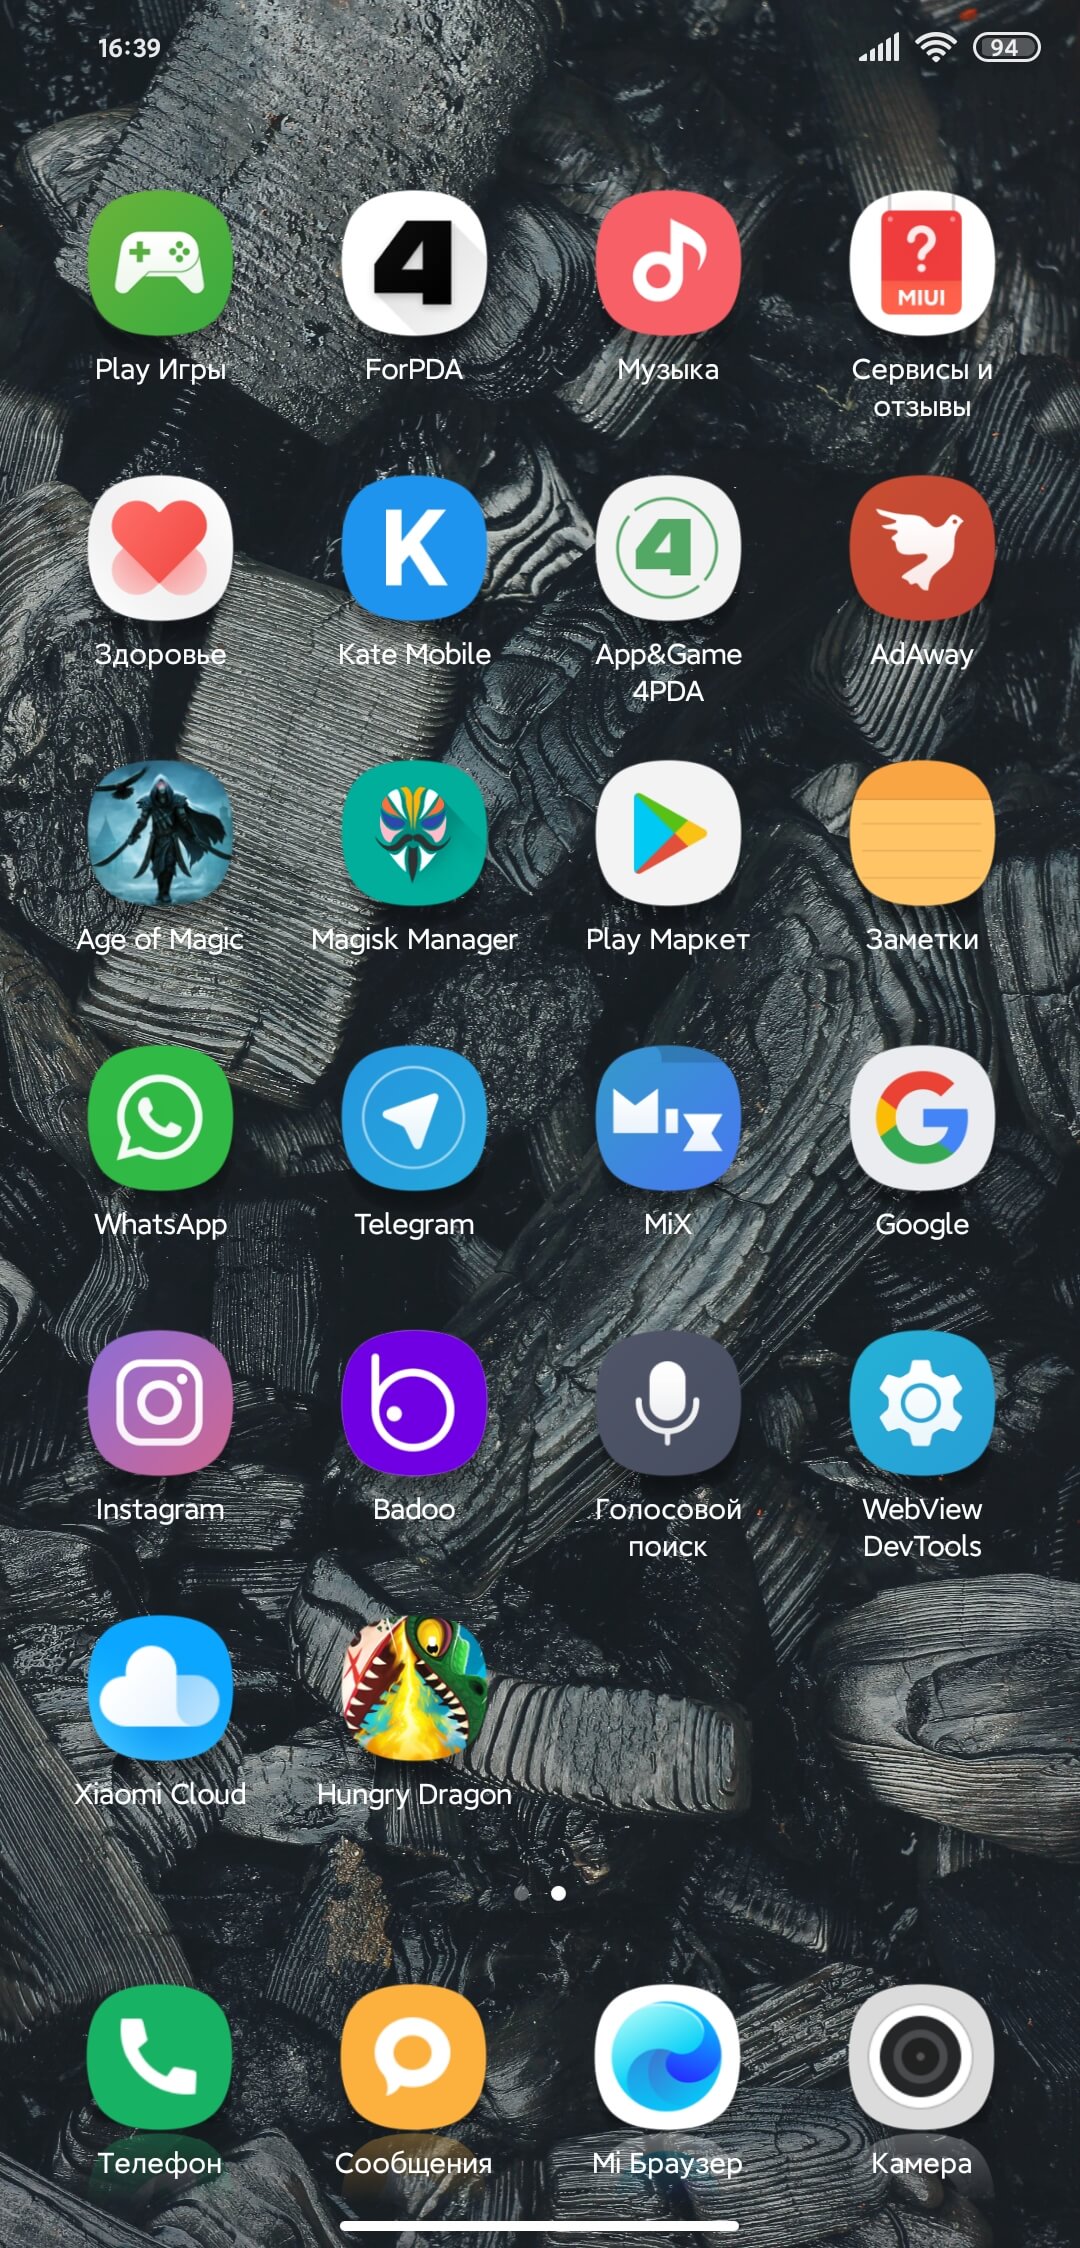 16:39
94
MIUI
Play Игры
ForPDA
Музыка
Сервисы и
отзывы
K
4
Здоровье
Kate Mobile
App&Game
4PDA
AdAway
Age of Magic
Magisk Manager
Play Маркет
Заметки
MiX
WhatsApp
Telegram
MiX
Google
Instagram
Badoo
Голосовой
поиск
WebView
DevTools
Xiaomi Cloud
Hungry Dragon
Телефон
Сообщения
Mi Браузер
Камера